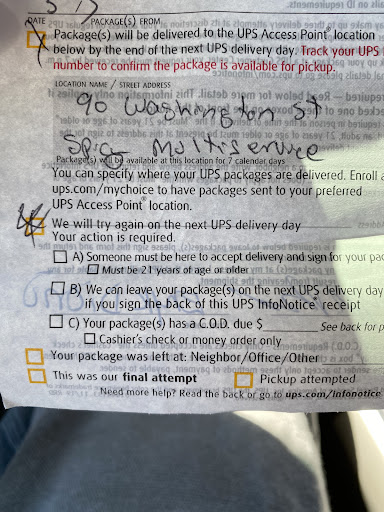 DATE PACKAGE(S) FROM
Package(s) will be delivered to the UPS Access Point® location
below by the end of the next UPS delivery day. Track your UPS
number to confirm the package is available for pickup.
LOCATION NAME / STREET ADDRESS
90 Washington St
Multiservice
Package(s) will be available at this location for 7 calendar days
You can specify where your UPS packages are delivered. Enroll a
ups.com/mychoice to have packages sent to your preferred
UPS Access Point® location.
We will try again on the next UPS delivery day
Your action is required.
A) Someone must be here to accept delivery and sign for your pac
Must be 21 years of age or older
B) We can leave your package(s) on the next UPS delivery day
if you sign the back of this UPS InfoNotice® receipt
C) Your package(s) has a C.O.D. due $ See back for p
Cashier's check or money order only
Your package was left at: Neighbor/Office/Other
This was our final attempt Pickup attempted
Need more help? Read the back or go to ups.com/infonotice